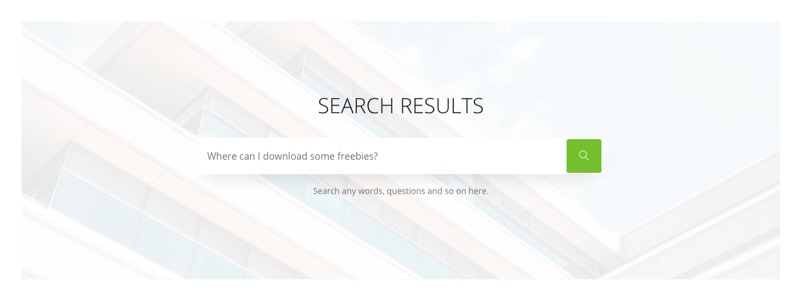 SEARCH RESULTS
Where can I download some freebies?
Search any words, questions and so on here.